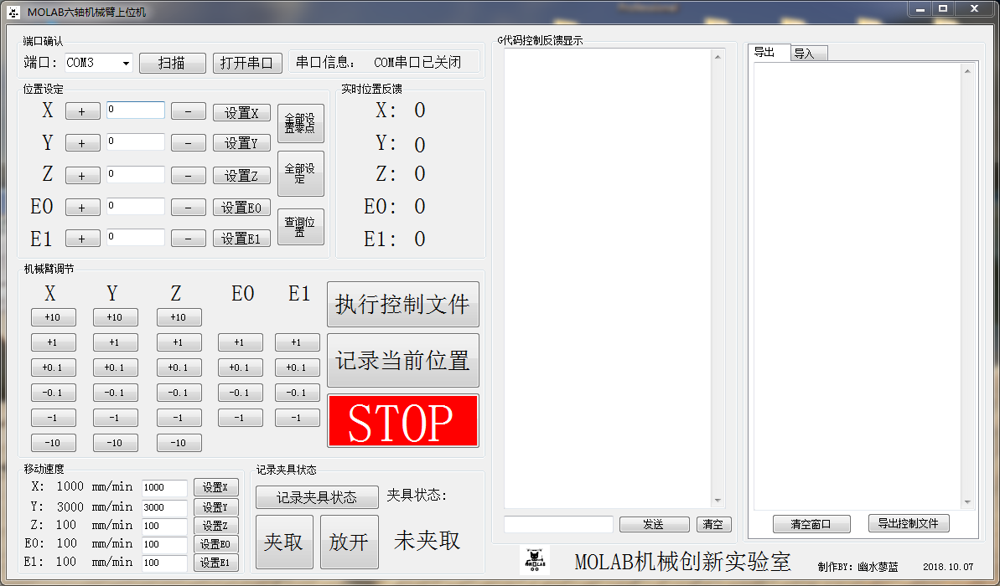 MOLAB六轴机械臂上位机
端口确认
端口: COM3 扫描 打开串口 串口信息: COM串口已关闭
位置设定
X + 0 - 设置X
Y + 0 - 设置Y
Z + 0 - 设置Z
E0 + 0 - 设置E0
E1 + 0 - 设置E1
全部设
置零点
全部设
定
查询位
置
实时位置反馈
X: 0
Y: 0
Z: 0
E0: 0
E1: 0
机械臂调节
X Y Z E0 E1
+10 +10 +10
+1 +1 +1 +1 +1
+0.1 +0.1 +0.1 +0.1 +0.1
-0.1 -0.1 -0.1 -0.1 -0.1
-1 -1 -1 -1 -1
-10 -10 -10
执行控制文件
记录当前位置
STOP
移动速度
X: 1000 mm/min 1000 设置X
Y: 3000 mm/min 3000 设置Y
Z: 100 mm/min 100 设置Z
E0: 100 mm/min 100 设置E0
E1: 100 mm/min 100 设置E1
记录夹具状态
记录夹具状态 夹具状态:
夹取 放开 未夹取
G代码控制反馈显示
发送 清空
导出 导入
清空窗口 导出控制文件
MOLAB机械创新实验室 制作BY: 幽水蓼蓝 2018.10.07